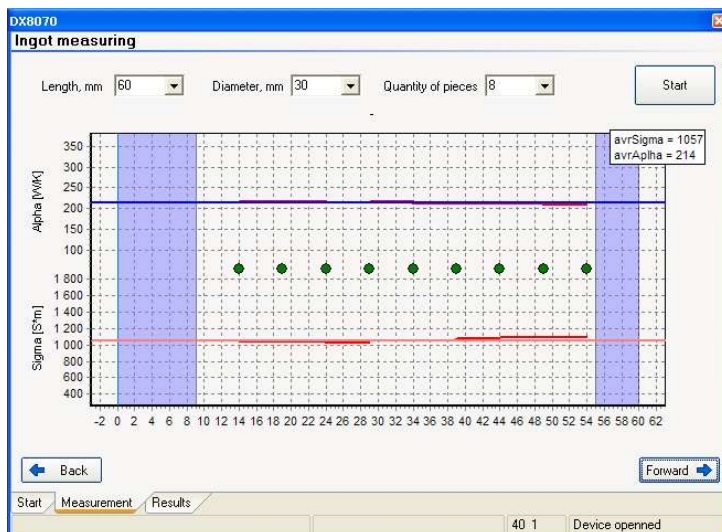 DX8070
Ingot measuring
Length, mm 60 Diameter, mm 30 Quantity of pieces 8 Start
-
avrSigma = 1057
avrAplha = 214
Alpha [W/K]
350
300
250
200
150
100
Sigma [S*m]
1 800
1 600
1 400
1 200
1 000
800
600
400
-2 0 2 4 6 8 10 12 14 16 18 20 22 24 26 28 30 32 34 36 38 40 42 44 46 48 50 52 54 56 58 60 62
Back Forward
Start Measurement Results
40 1 Device openned